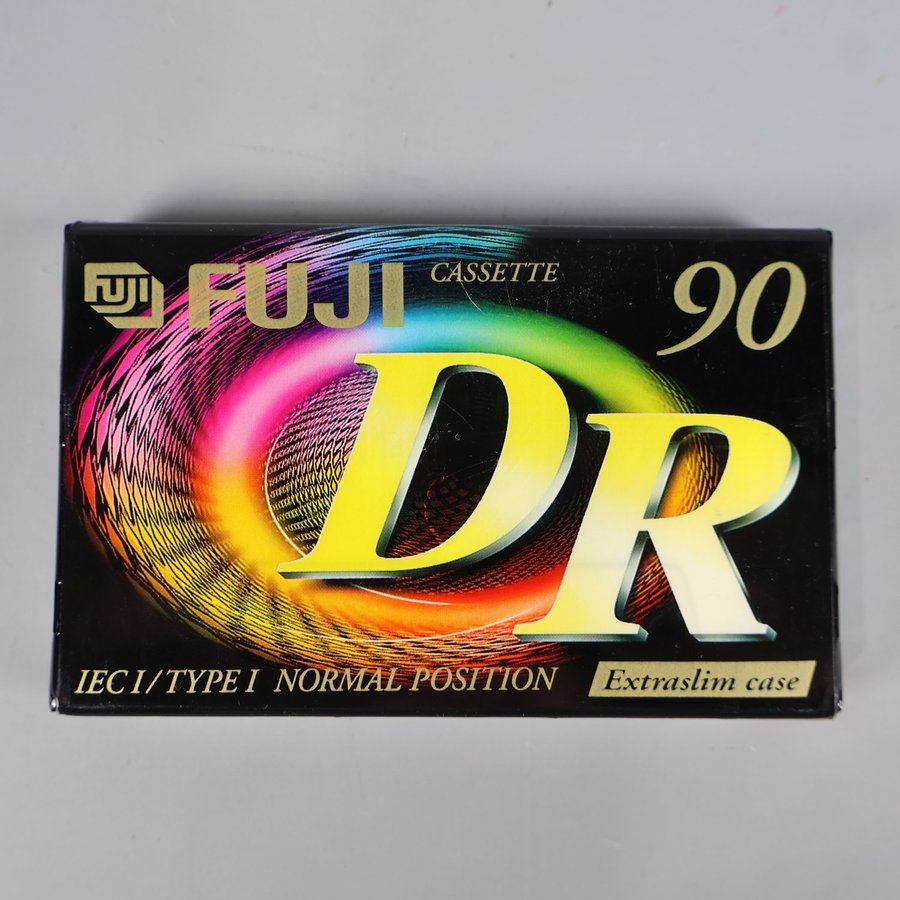 FUJI FUJI CASSETTE 90
DR
IEC I / TYPE I NORMAL POSITION Extraslim case